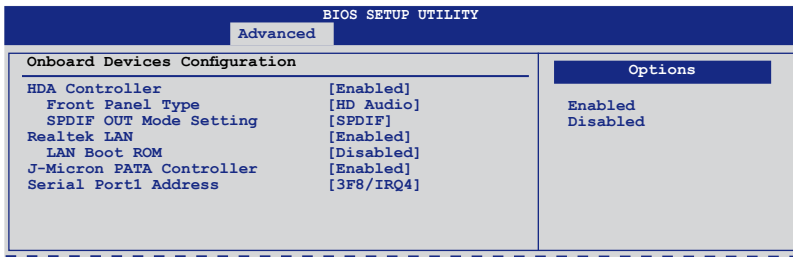 BIOS SETUP UTILITY
Advanced
Onboard Devices Configuration
HDA Controller [Enabled]
Front Panel Type [HD Audio]
SPDIF OUT Mode Setting [SPDIF]
Realtek LAN [Enabled]
LAN Boot ROM [Disabled]
J-Micron PATA Controller [Enabled]
Serial Port1 Address [3F8/IRQ4]
Options
Enabled
Disabled